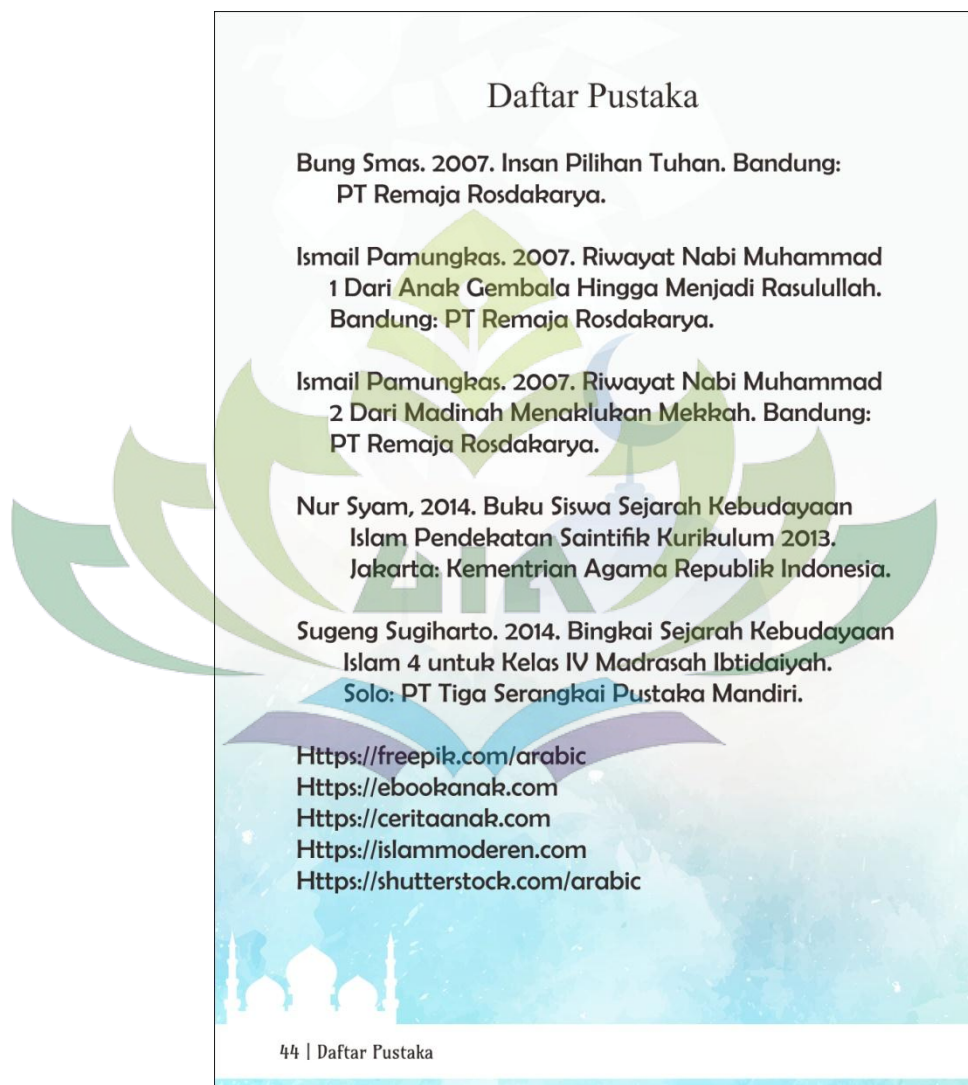 Daftar Pustaka
Bung Smas. 2007. Insan Pilihan Tuhan. Bandung:
PT Remaja Rosdakarya.
Ismail Pamungkas. 2007. Riwayat Nabi Muhammad
1 Dari Anak Gembala Hingga Menjadi Rasulullah.
Bandung: PT Remaja Rosdakarya.
Ismail Pamungkas. 2007. Riwayat Nabi Muhammad
2 Dari Madinah Menaklukan Mekkah. Bandung:
PT Remaja Rosdakarya.
Nur Syam, 2014. Buku Siswa Sejarah Kebudayaan
Islam Pendekatan Saintifik Kurikulum 2013.
Jakarta: Kementrian Agama Republik Indonesia.
Sugeng Sugiharto. 2014. Bingkai Sejarah Kebudayaan
Islam 4 untuk Kelas IV Madrasah Ibtidaiyah.
Solo: PT Tiga Serangkai Pustaka Mandiri.
Https://freepik.com/arabic
Https://ebookanak.com
Https://ceritaanak.com
Https://islammoderen.com
Https://shutterstock.com/arabic
44 | Daftar Pustaka